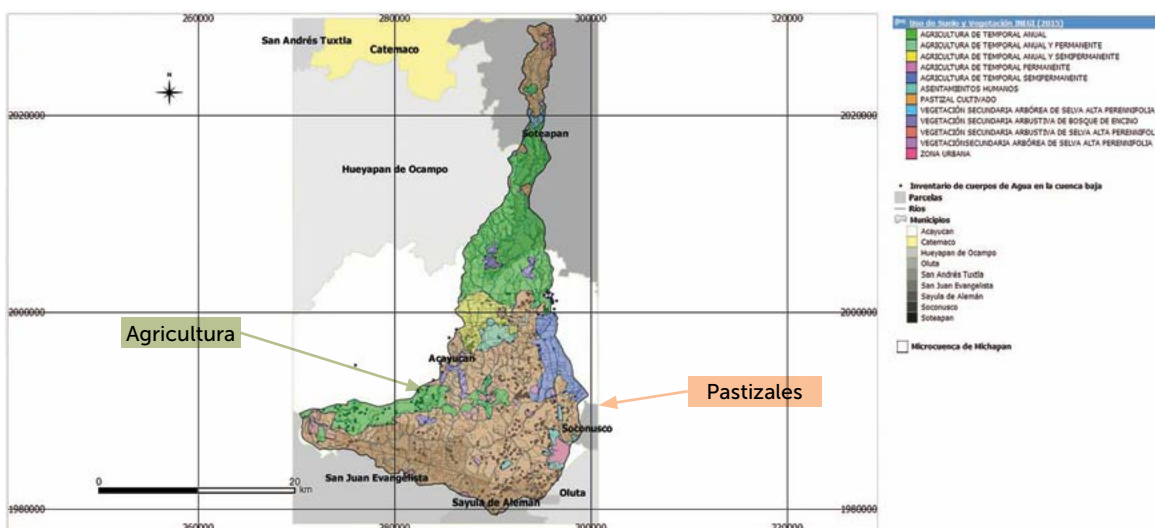 260000
280000
300000
320000
San Andrés Tuxtla
Catemaco
N
2020000
2020000
Soteapan
Hueyapan de Ocampo
2000000
2000000
Agricultura
Acayucan
Pastizales
Soconusco
San Juan Evangelista
Oluta
Sayula de Alemán
0
20
km
1980000
1980000
260000
280000
300000
320000
Uso de Suelo y Vegetación INEGI (2015)
AGRICULTURA DE TEMPORAL ANUAL
AGRICULTURA DE TEMPORAL ANUAL Y PERMANENTE
AGRICULTURA DE TEMPORAL ANUAL Y SEMIPERMANENTE
AGRICULTURA DE TEMPORAL PERMANENTE
AGRICULTURA DE TEMPORAL SEMIPERMANENTE
ASENTAMIENTOS HUMANOS
PASTIZAL CULTIVADO
VEGETACIÓN SECUNDARIA ARBÓREA DE SELVA ALTA PERENNIFOLIA
VEGETACIÓN SECUNDARIA ARBUSTIVA DE BOSQUE DE ENCINO
VEGETACIÓN SECUNDARIA ARBUSTIVA DE SELVA ALTA PERENNIFOL
VEGETACIÓNSECUNDARIA ARBÓREA DE SELVA ALTA PERENNIFOLIA
ZONA URBANA
Inventario de cuerpos de Agua en la cuenca baja
Parcelas
Ríos
Municipios
Acayucan
Catemaco
Hueyapan de Ocampo
Oluta
San Andrés Tuxtla
San Juan Evangelista
Sayula de Alemán
Soconusco
Soteapan
Microcuenca de Michapan